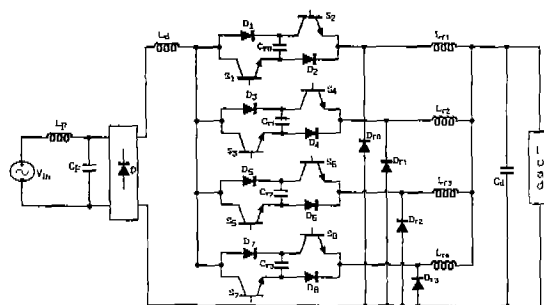 Ld
D1
S2
Cr0
S1
D2
Lr1
D3
S4
Cr1
S3
D4
Lr2
Lf
Cf
Vin
D
Dr0
Dr1
Cd
Load
D5
S6
Cr2
S5
D6
Lr3
Dr2
D7
S8
Cr3
S7
D8
Lr4
Dr3